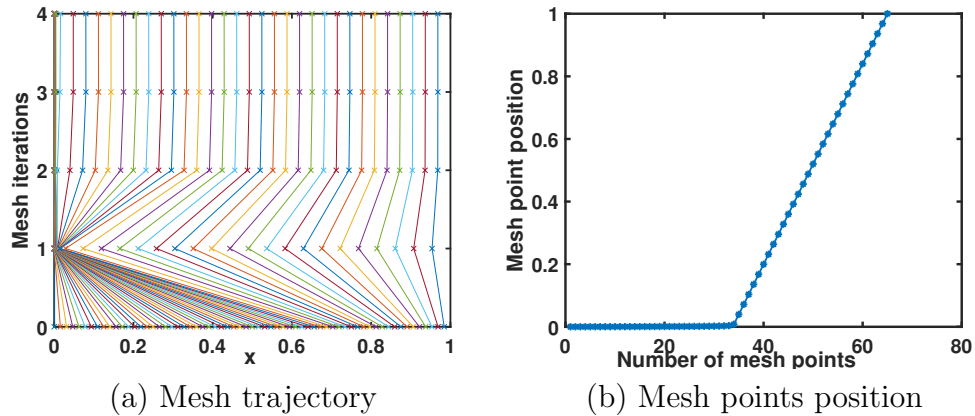 4
3
2
1
0
Mesh iterations
0 0.2 0.4 0.6 0.8 1
x
(a) Mesh trajectory
1
0.8
0.6
0.4
0.2
0
Mesh point position
0 20 40 60 80
Number of mesh points
(b) Mesh points position